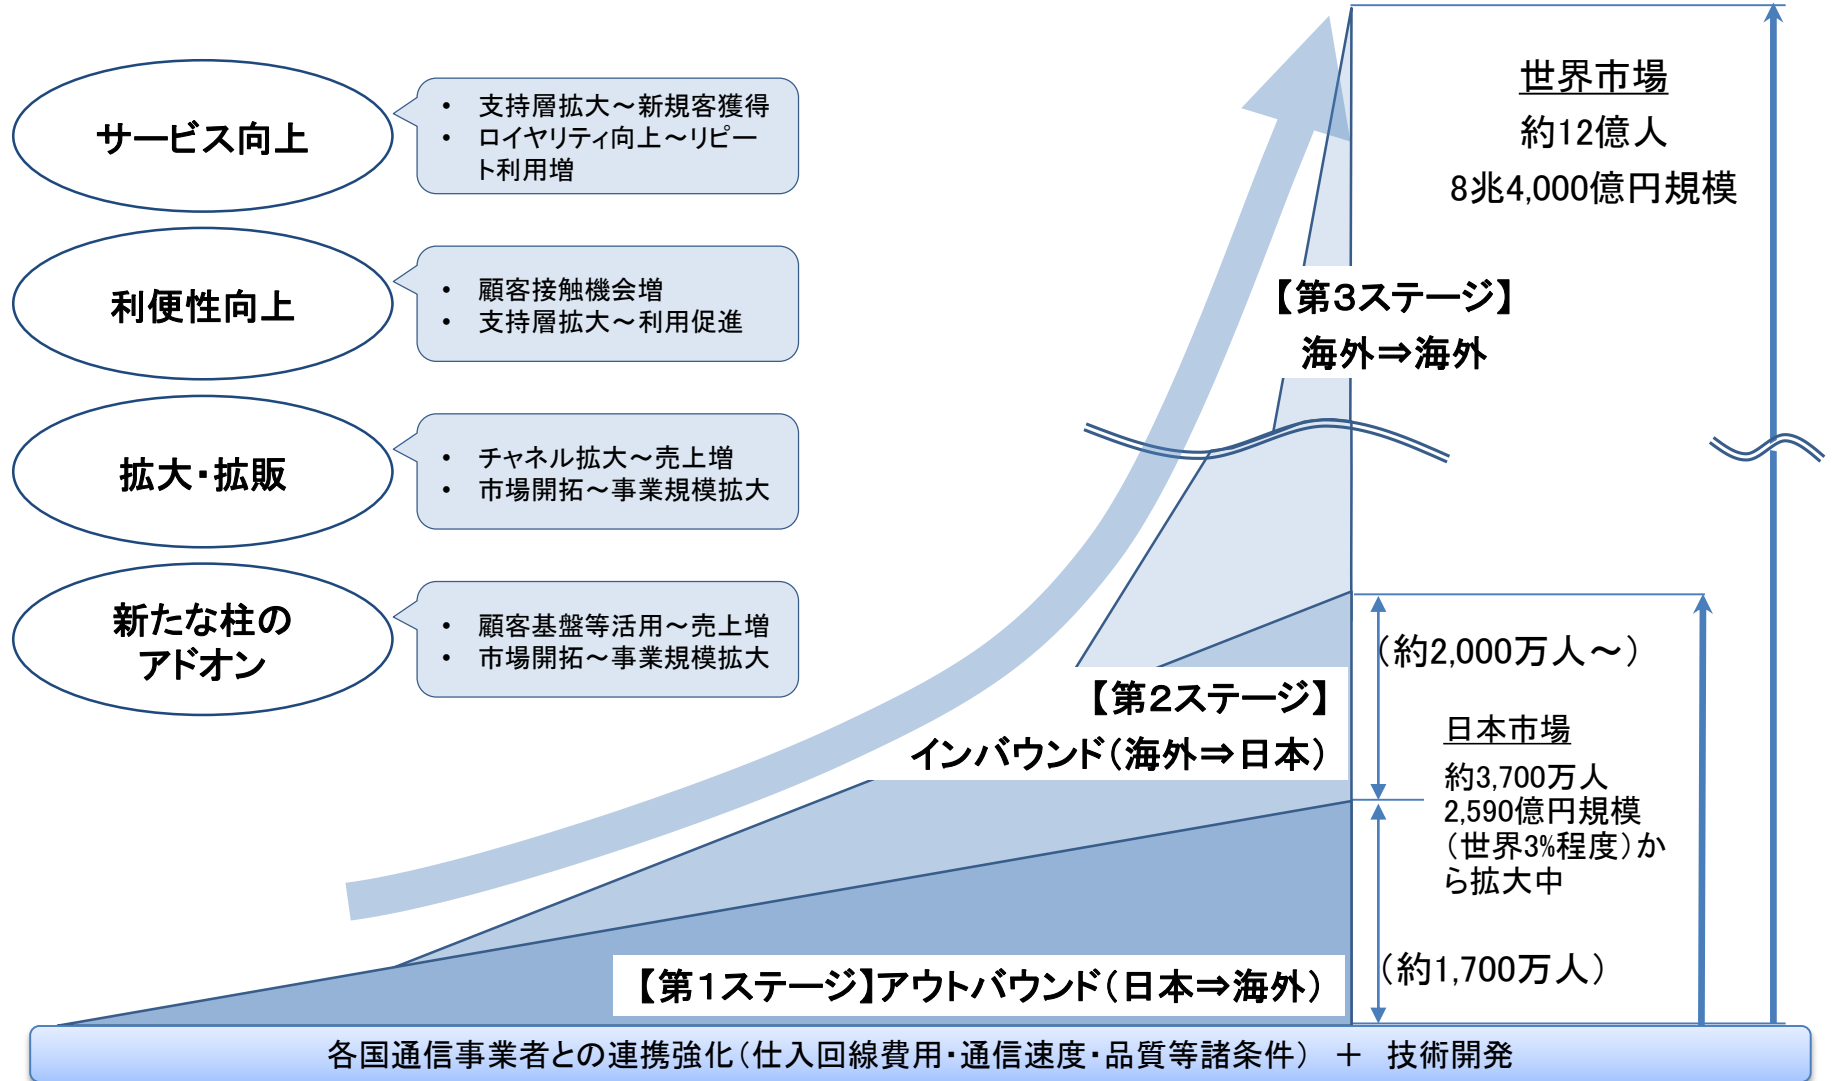 サービス向上
• 支持層拡大～新規客獲得
• ロイヤリティ向上～リピー
ト利用増
利便性向上
• 顧客接触機会増
• 支持層拡大～利用促進
拡大・拡販
• チャネル拡大～売上増
• 市場開拓～事業規模拡大
新たな柱の
アドオン
• 顧客基盤等活用～売上増
• 市場開拓～事業規模拡大
世界市場
約12億人
8兆4,000億円規模
【第３ステージ】
海外⇒海外
【第２ステージ】
インバウンド（海外⇒日本）
（約2,000万人～）
日本市場
約3,700万人
2,590億円規模
（世界3%程度）か
ら拡大中
【第１ステージ】アウトバウンド（日本⇒海外）
（約1,700万人）
各国通信事業者との連携強化（仕入回線費用・通信速度・品質等諸条件） ＋ 技術開発